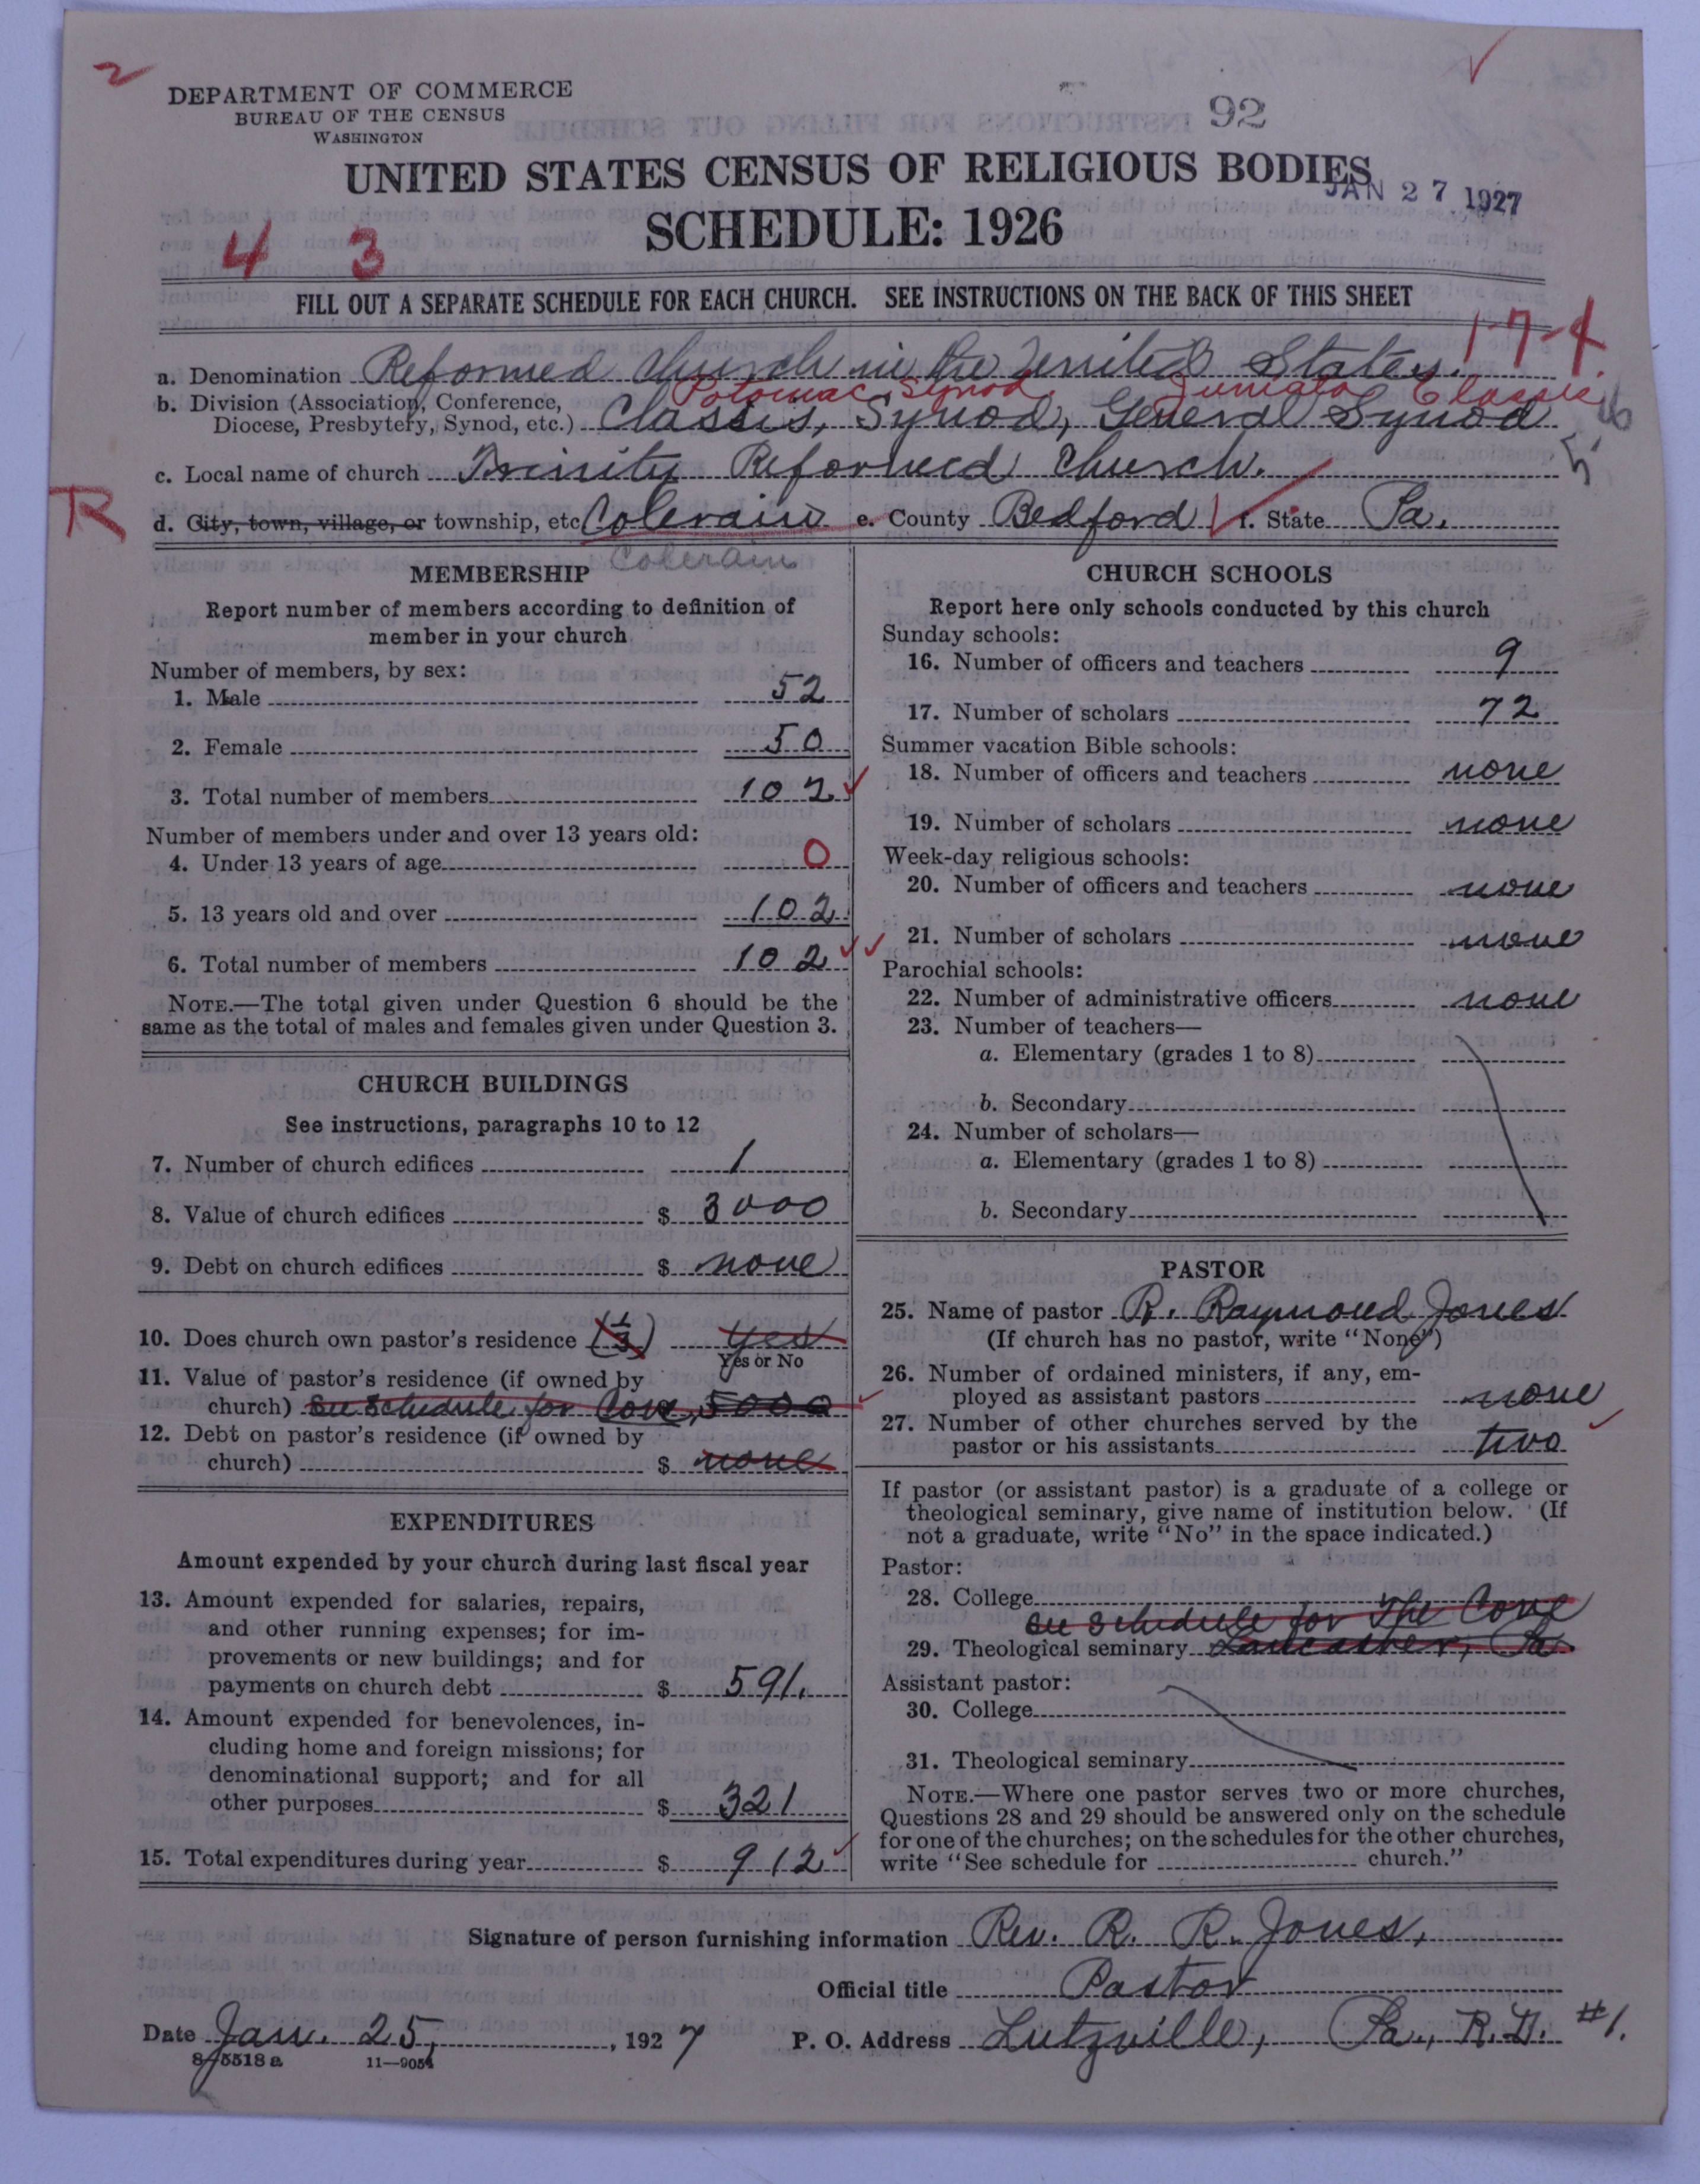 2
DEPARTMENT OF COMMERCE
BUREAU OF THE CENSUS
WASHINGTON
92
UNITED STATES CENSUS OF RELIGIOUS BODIES
JAN 27 1927
SCHEDULE: 1926
4 3
FILL OUT A SEPARATE SCHEDULE FOR EACH CHURCH. SEE INSTRUCTIONS ON THE BACK OF THIS SHEET
1-7-4
a. Denomination Reformed Church in the United States.
Potomac Synod. Juniata Classis
b. Division (Association, Conference,
Diocese, Presbytery, Synod, etc.) Classis, Synod, General Synod
c. Local name of church Trinity Reformed Church.
R
d. City, town, village, or township, etc Colerain e. County Bedford f. State Pa.
Colerain
MEMBERSHIP
Report number of members according to definition of
member in your church
Number of members, by sex:
1. Male 52
2. Female 50
3. Total number of members 102
Number of members under and over 13 years old:
4. Under 13 years of age 0
5. 13 years old and over 102
6. Total number of members 102
NOTE.—The total given under Question 6 should be the
same as the total of males and females given under Question 3.
CHURCH BUILDINGS
See instructions, paragraphs 10 to 12
7. Number of church edifices 1
8. Value of church edifices $ 3000
9. Debt on church edifices $ none
10. Does church own pastor's residence (1/3) Yes
Yes or No
11. Value of pastor's residence (if owned by
church) See Schedule for Cove, 5000
12. Debt on pastor's residence (if owned by
church) $ none
EXPENDITURES
Amount expended by your church during last fiscal year
13. Amount expended for salaries, repairs,
and other running expenses; for im-
provements or new buildings; and for
payments on church debt $ 591.
14. Amount expended for benevolences, in-
cluding home and foreign missions; for
denominational support; and for all
other purposes $ 321
15. Total expenditures during year $ 912
CHURCH SCHOOLS
Report here only schools conducted by this church
Sunday schools:
16. Number of officers and teachers 9
17. Number of scholars 72
Summer vacation Bible schools:
18. Number of officers and teachers none
19. Number of scholars none
Week-day religious schools:
20. Number of officers and teachers none
21. Number of scholars none
Parochial schools:
22. Number of administrative officers none
23. Number of teachers—
a. Elementary (grades 1 to 8)
b. Secondary
24. Number of scholars—
a. Elementary (grades 1 to 8)
b. Secondary
PASTOR
25. Name of pastor R. Raymond Jones
(If church has no pastor, write "None")
26. Number of ordained ministers, if any, em-
ployed as assistant pastors none
27. Number of other churches served by the
pastor or his assistants two
If pastor (or assistant pastor) is a graduate of a college or
theological seminary, give name of institution below. (If
not a graduate, write "No" in the space indicated.)
Pastor:
28. College
See Schedule for The Cove
29. Theological seminary Lancaster, Pa.
Assistant pastor:
30. College
31. Theological seminary
NOTE.—Where one pastor serves two or more churches,
Questions 28 and 29 should be answered only on the schedule
for one of the churches; on the schedules for the other churches,
write "See schedule for church."
Signature of person furnishing information Rev. R. R. Jones,
Official title Pastor
Date Jan. 25, 1927 P. O. Address Lutzville, Pa., R.D. #1.
8-5518 a 11—9054